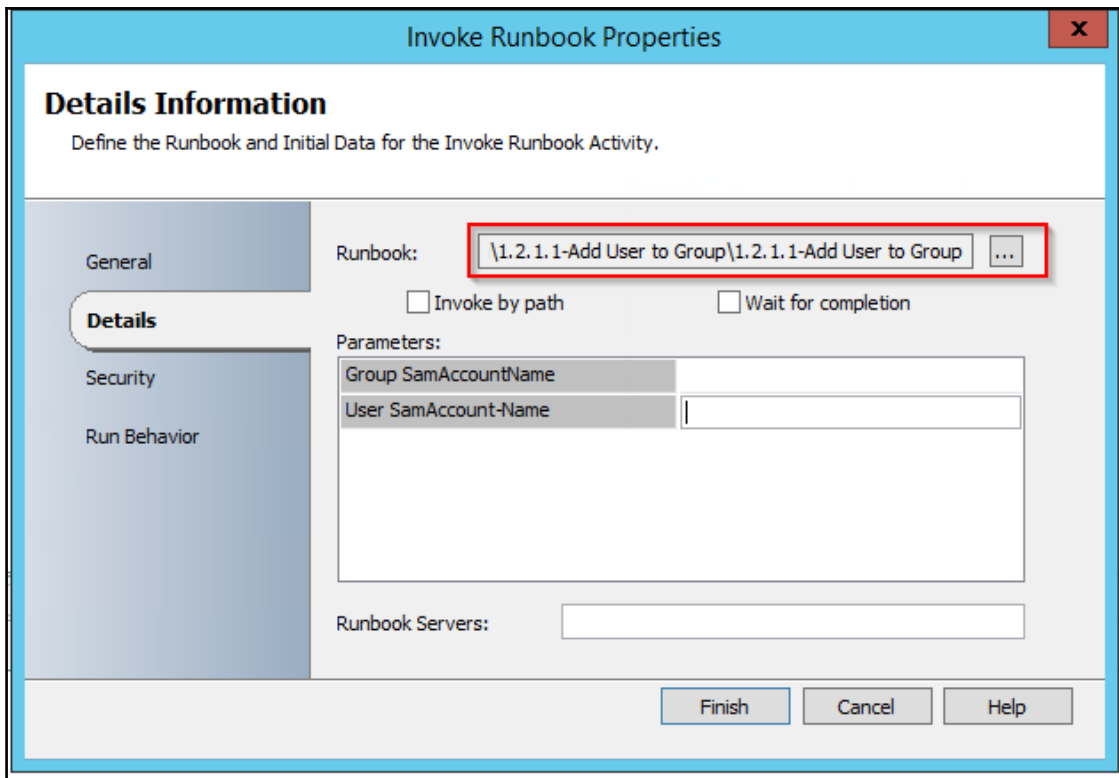 Invoke Runbook Properties
x
Details Information
Define the Runbook and Initial Data for the Invoke Runbook Activity.
General
Details
Security
Run Behavior
Runbook:
\1.2.1.1-Add User to Group\1.2.1.1-Add User to Group
...
Invoke by path
Wait for completion
Parameters:
Group SamAccountName
User SamAccount-Name
Runbook Servers:
Finish
Cancel
Help